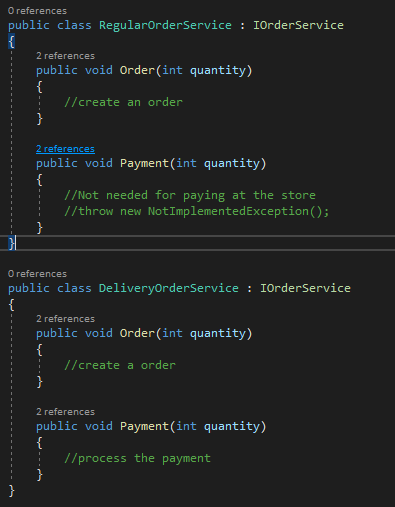 0 references
public class RegularOrderService : IOrderService
{
2 references
public void Order(int quantity)
{
//create an order
}
2 references
public void Payment(int quantity)
{
//Not needed for paying at the store
//throw new NotImplementedException();
}
}
0 references
public class DeliveryOrderService : IOrderService
{
2 references
public void Order(int quantity)
{
//create a order
}
2 references
public void Payment(int quantity)
{
//process the payment
}
}